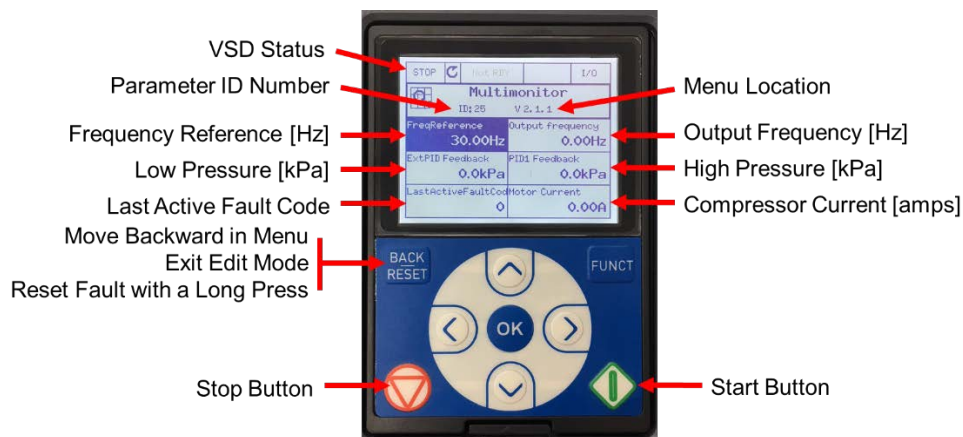 VSD Status
Parameter ID Number
Frequency Reference [Hz]
Low Pressure [kPa]
Last Active Fault Code
Move Backward in Menu
Exit Edit Mode
Reset Fault with a Long Press
Stop Button
STOP Not RDY I/O
Multimonitor
ID:25 V2.1.1
FreqReference Output frequency
30.00Hz 0.00Hz
ExtPID Feedback PID1 Feedback
0.0kPa 0.0kPa
LastActiveFaultCod Motor Current
0 0.00A
BACK
RESET
FUNCT
OK
Menu Location
Output Frequency [Hz]
High Pressure [kPa]
Compressor Current [amps]
Start Button